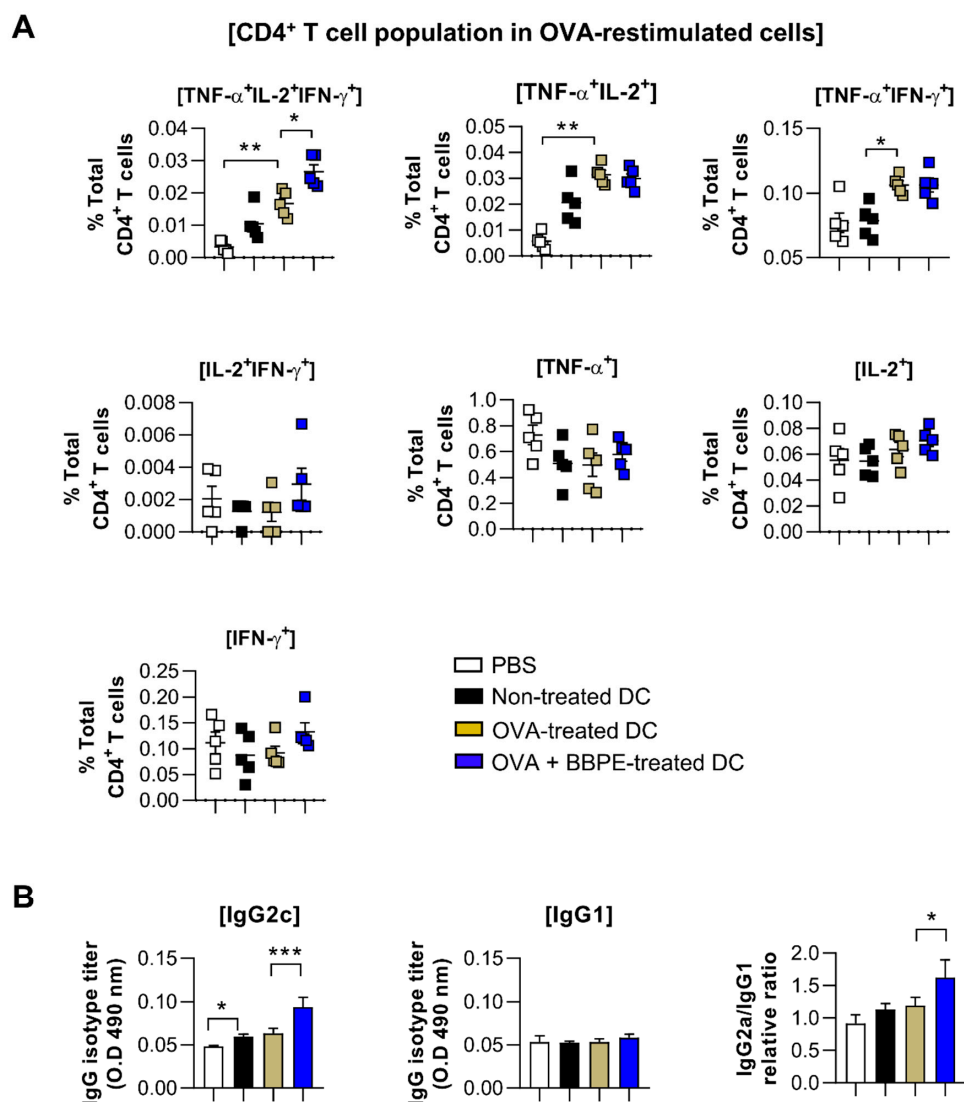 A
[CD4⁺ T cell population in OVA-restimulated cells]
[TNF-α⁺IL-2⁺IFN-γ⁺]
% Total
CD4⁺ T cells
0.04
0.03
0.02
0.01
0.00
**
*
[TNF-α⁺IL-2⁺]
% Total
CD4⁺ T cells
0.05
0.04
0.03
0.02
0.01
0.00
**
[TNF-α⁺IFN-γ⁺]
% Total
CD4⁺ T cells
0.15
0.10
0.05
*
[IL-2⁺IFN-γ⁺]
% Total
CD4⁺ T cells
0.008
0.006
0.004
0.002
0.000
[TNF-α⁺]
% Total
CD4⁺ T cells
1.0
0.8
0.6
0.4
0.2
0.0
[IL-2⁺]
% Total
CD4⁺ T cells
0.10
0.08
0.06
0.04
0.02
0.00
[IFN-γ⁺]
% Total
CD4⁺ T cells
0.25
0.20
0.15
0.10
0.05
0.00
PBS
Non-treated DC
OVA-treated DC
OVA + BBPE-treated DC
B
[IgG2c]
IgG isotype titer
(O.D 490 nm)
0.15
0.10
0.05
0.00
*
***
[IgG1]
IgG isotype titer
(O.D 490 nm)
0.15
0.10
0.05
0.00
IgG2a/IgG1
relative ratio
2.0
1.5
1.0
0.5
0.0
*